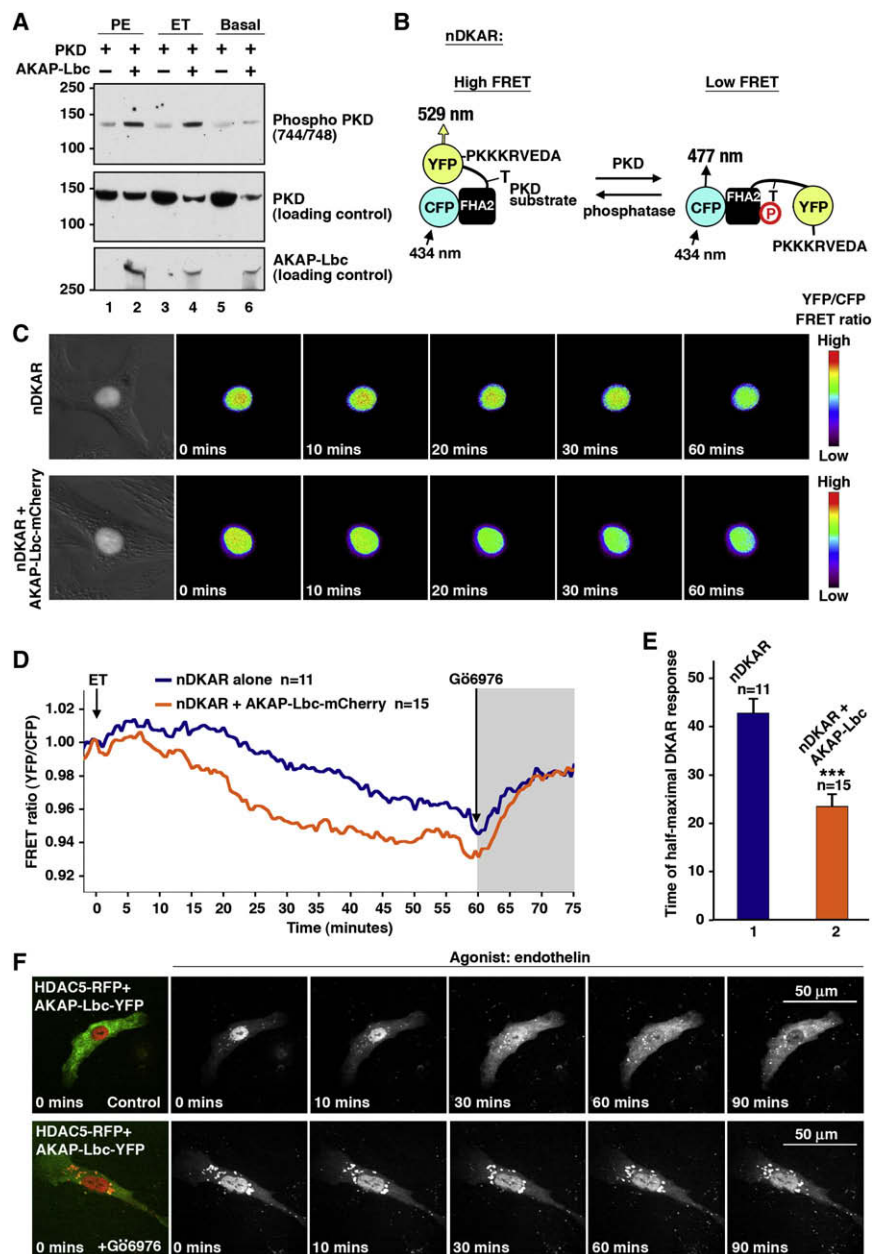 A
PE ET Basal
PKD + + + + + +
AKAP-Lbc – + – + – +
250
150
100
Phospho PKD
(744/748)
150
100
PKD
(loading control)
250
AKAP-Lbc
(loading control)
1 2 3 4 5 6
B
nDKAR:
High FRET
Low FRET
529 nm
YFP
PKKKRVEDA
T
PKD
substrate
CFP
FHA2
434 nm
PKD
phosphatase
477 nm
CFP
FHA2
T
P
YFP
434 nm
PKKKRVEDA
YFP/CFP
FRET ratio
C
nDKAR
0 mins
10 mins
20 mins
30 mins
60 mins
High
Low
nDKAR +
AKAP-Lbc-mCherry
0 mins
10 mins
20 mins
30 mins
60 mins
High
Low
D
ET
nDKAR alone n=11
nDKAR + AKAP-Lbc-mCherry n=15
Gö6976
FRET ratio (YFP/CFP)
1.02
1.00
0.98
0.96
0.94
0.92
0 5 10 15 20 25 30 35 40 45 50 55 60 65 70 75
Time (minutes)
E
Time of half-maximal DKAR response
50
40
30
20
10
0
nDKAR
n=11
nDKAR +
AKAP-Lbc
***
n=15
1 2
F
Agonist: endothelin
HDAC5-RFP+
AKAP-Lbc-YFP
0 mins Control
0 mins
10 mins
30 mins
60 mins
50 µm
90 mins
HDAC5-RFP+
AKAP-Lbc-YFP
0 mins +Gö6976
0 mins
10 mins
30 mins
60 mins
50 µm
90 mins